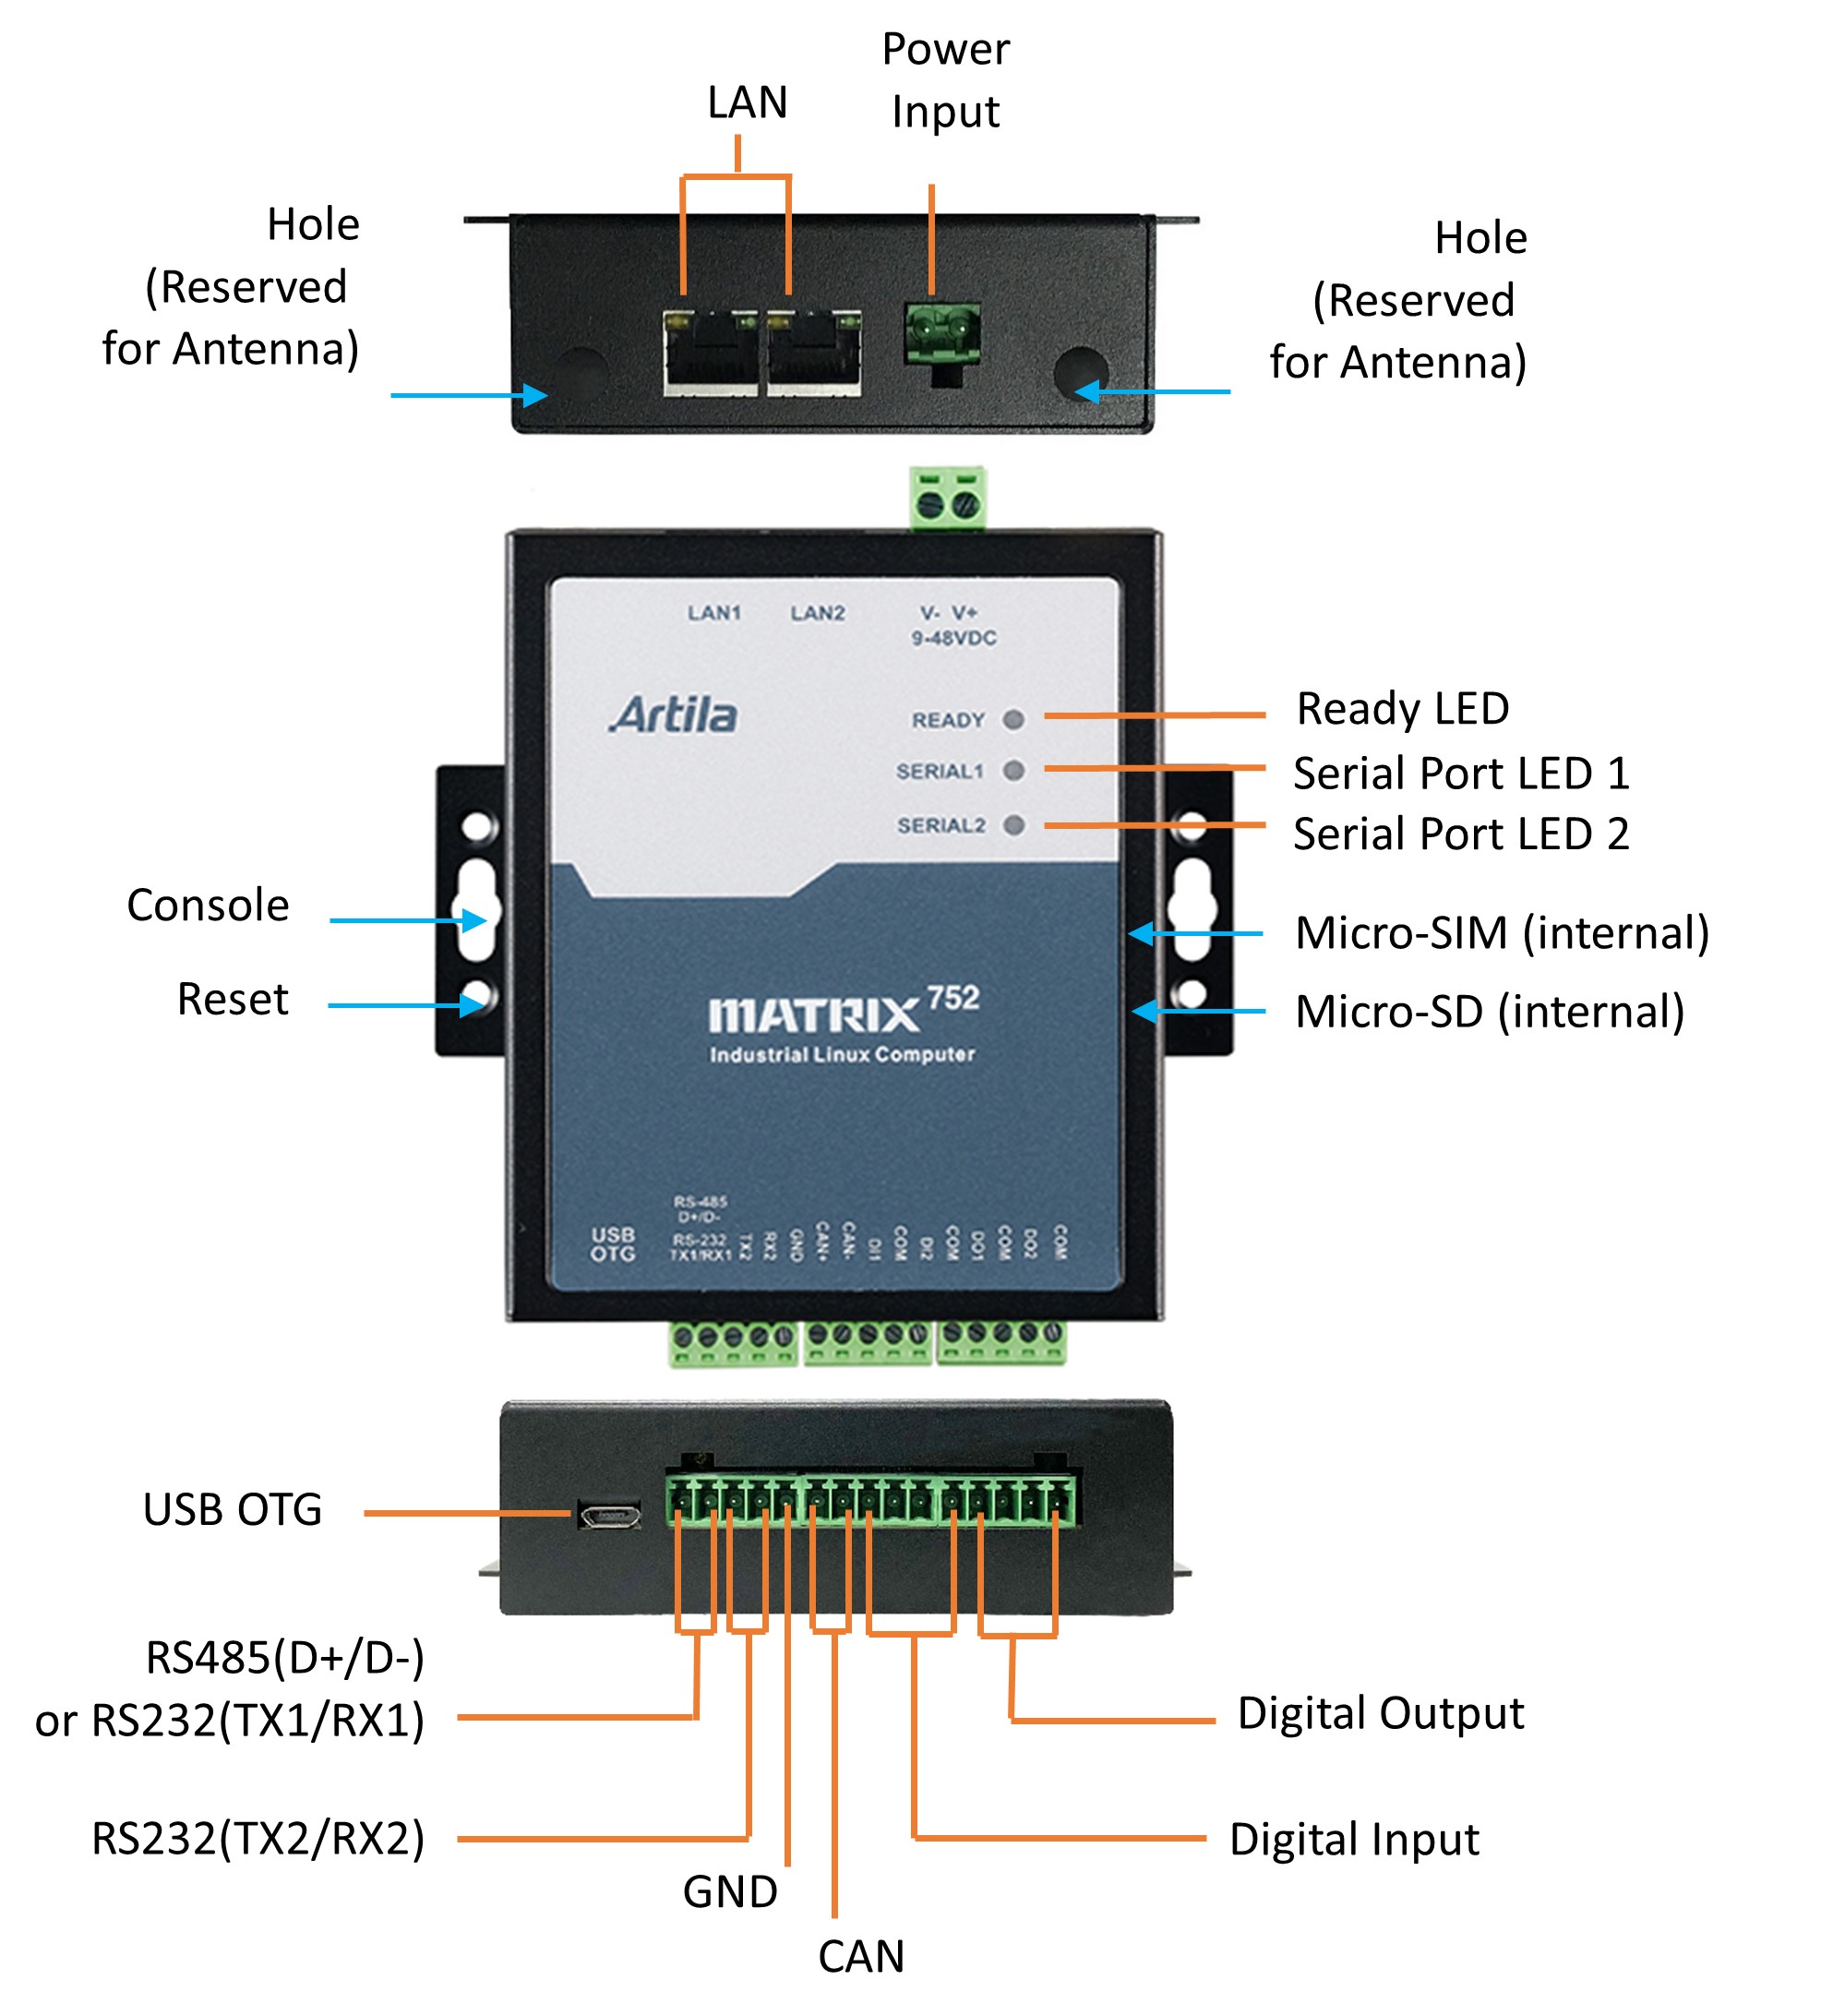 Power
Input
LAN
Hole
(Reserved
for Antenna)
Hole
(Reserved
for Antenna)
LAN1 LAN2 V- V+
9-48VDC
Artila
READY
SERIAL1
SERIAL2
Ready LED
Serial Port LED 1
Serial Port LED 2
Console
Reset
Micro-SIM (internal)
Micro-SD (internal)
MATRIX 752
Industrial Linux Computer
USB
OTG
RS-485
D+/D-
RS-232
TX1/RX1
TX2
RX2
GND
CAN+
CAN-
DI1
COM
DI2
COM
DO1
COM
DO2
COM
USB OTG
RS485(D+/D-)
or RS232(TX1/RX1)
RS232(TX2/RX2)
GND
CAN
Digital Output
Digital Input